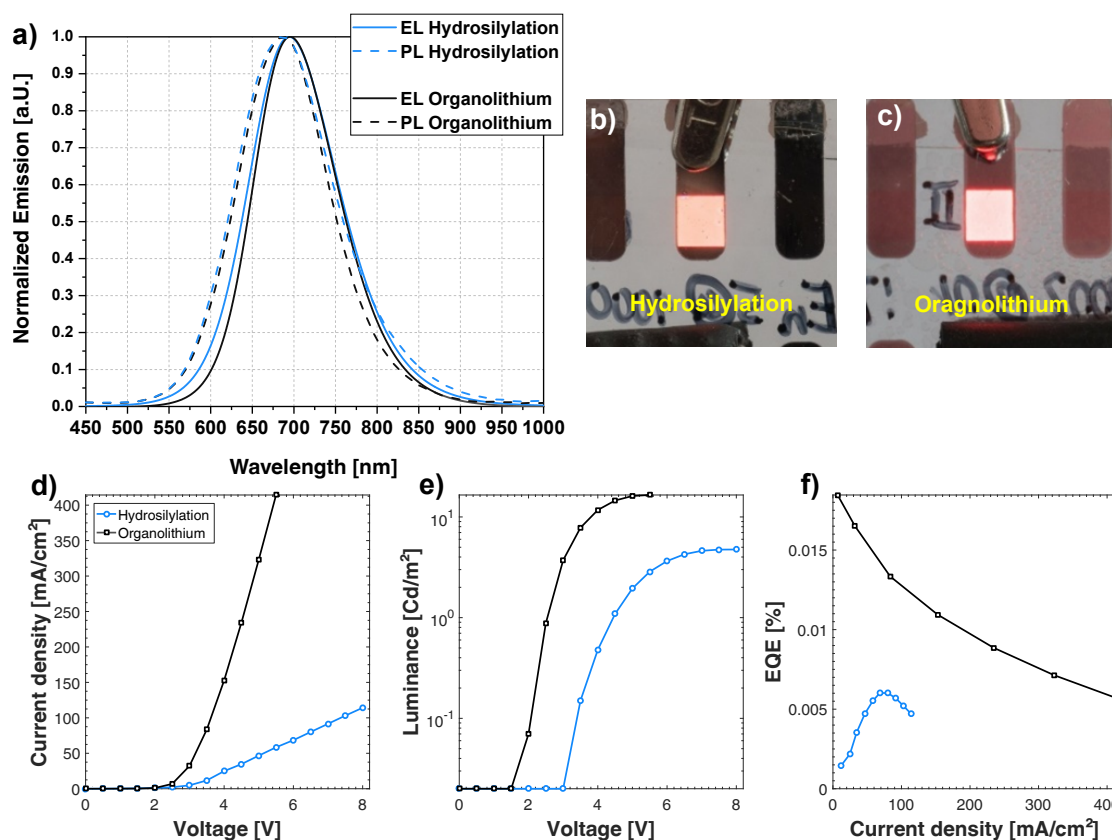 a)
EL Hydrosilylation
PL Hydrosilylation
EL Organolithium
PL Organolithium
Normalized Emission [a.U.]
1.0
0.9
0.8
0.7
0.6
0.5
0.4
0.3
0.2
0.1
0.0
450 500 550 600 650 700 750 800 850 900 950 1000
Wavelength [nm]
b)
Hydrosilylation
c)
II
Oragnolithium
d)
Hydrosilylation
Organolithium
Current density [mA/cm²]
400
350
300
250
200
150
100
50
0
0 2 4 6 8
Voltage [V]
e)
Luminance [Cd/m²]
10¹
10⁰
10⁻¹
0 2 4 6 8
Voltage [V]
f)
EQE [%]
0.015
0.01
0.005
0
0 100 200 300 400
Current density [mA/cm²]